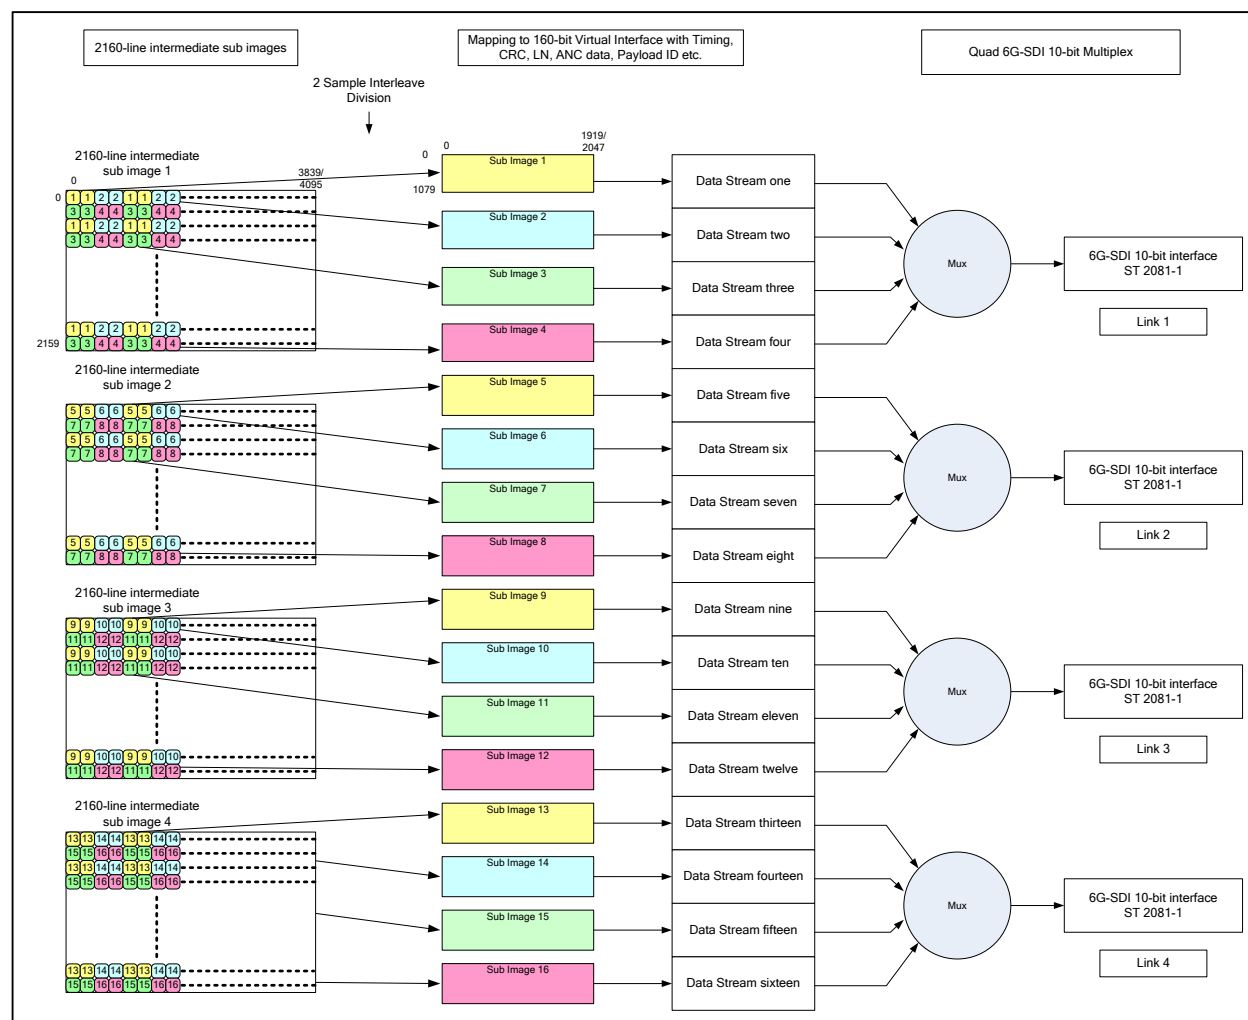 2160-line intermediate sub images
Mapping to 160-bit Virtual Interface with Timing,
CRC, LN, ANC data, Payload ID etc.
Quad 6G-SDI 10-bit Multiplex
2 Sample Interleave
Division
2160-line intermediate
sub image 1
0
3839/
4095
0
1 1 2 2 1 1 2 2
3 3 4 4 3 3 4 4
1 1 2 2 1 1 2 2
3 3 4 4 3 3 4 4
1 1 2 2 1 1 2 2
2159
3 3 4 4 3 3 4 4
2160-line intermediate
sub image 2
5 5 6 6 5 5 6 6
7 7 8 8 7 7 8 8
5 5 6 6 5 5 6 6
7 7 8 8 7 7 8 8
5 5 6 6 5 5 6 6
7 7 8 8 7 7 8 8
2160-line intermediate
sub image 3
9 9 10 10 9 9 10 10
11 11 12 12 11 11 12 12
9 9 10 10 9 9 10 10
11 11 12 12 11 11 12 12
9 9 10 10 9 9 10 10
11 11 12 12 11 11 12 12
2160-line intermediate
sub image 4
13 13 14 14 13 13 14 14
15 15 16 16 15 15 16 16
13 13 14 14 13 13 14 14
15 15 16 16 15 15 16 16
13 13 14 14 13 13 14 14
15 15 16 16 15 15 16 16
0
1919/
2047
0
1079
Sub Image 1
Sub Image 2
Sub Image 3
Sub Image 4
Sub Image 5
Sub Image 6
Sub Image 7
Sub Image 8
Sub Image 9
Sub Image 10
Sub Image 11
Sub Image 12
Sub Image 13
Sub Image 14
Sub Image 15
Sub Image 16
Data Stream one
Data Stream two
Data Stream three
Data Stream four
Data Stream five
Data Stream six
Data Stream seven
Data Stream eight
Data Stream nine
Data Stream ten
Data Stream eleven
Data Stream twelve
Data Stream thirteen
Data Stream fourteen
Data Stream fifteen
Data Stream sixteen
Mux
6G-SDI 10-bit interface
ST 2081-1
Link 1
Mux
6G-SDI 10-bit interface
ST 2081-1
Link 2
Mux
6G-SDI 10-bit interface
ST 2081-1
Link 3
Mux
6G-SDI 10-bit interface
ST 2081-1
Link 4